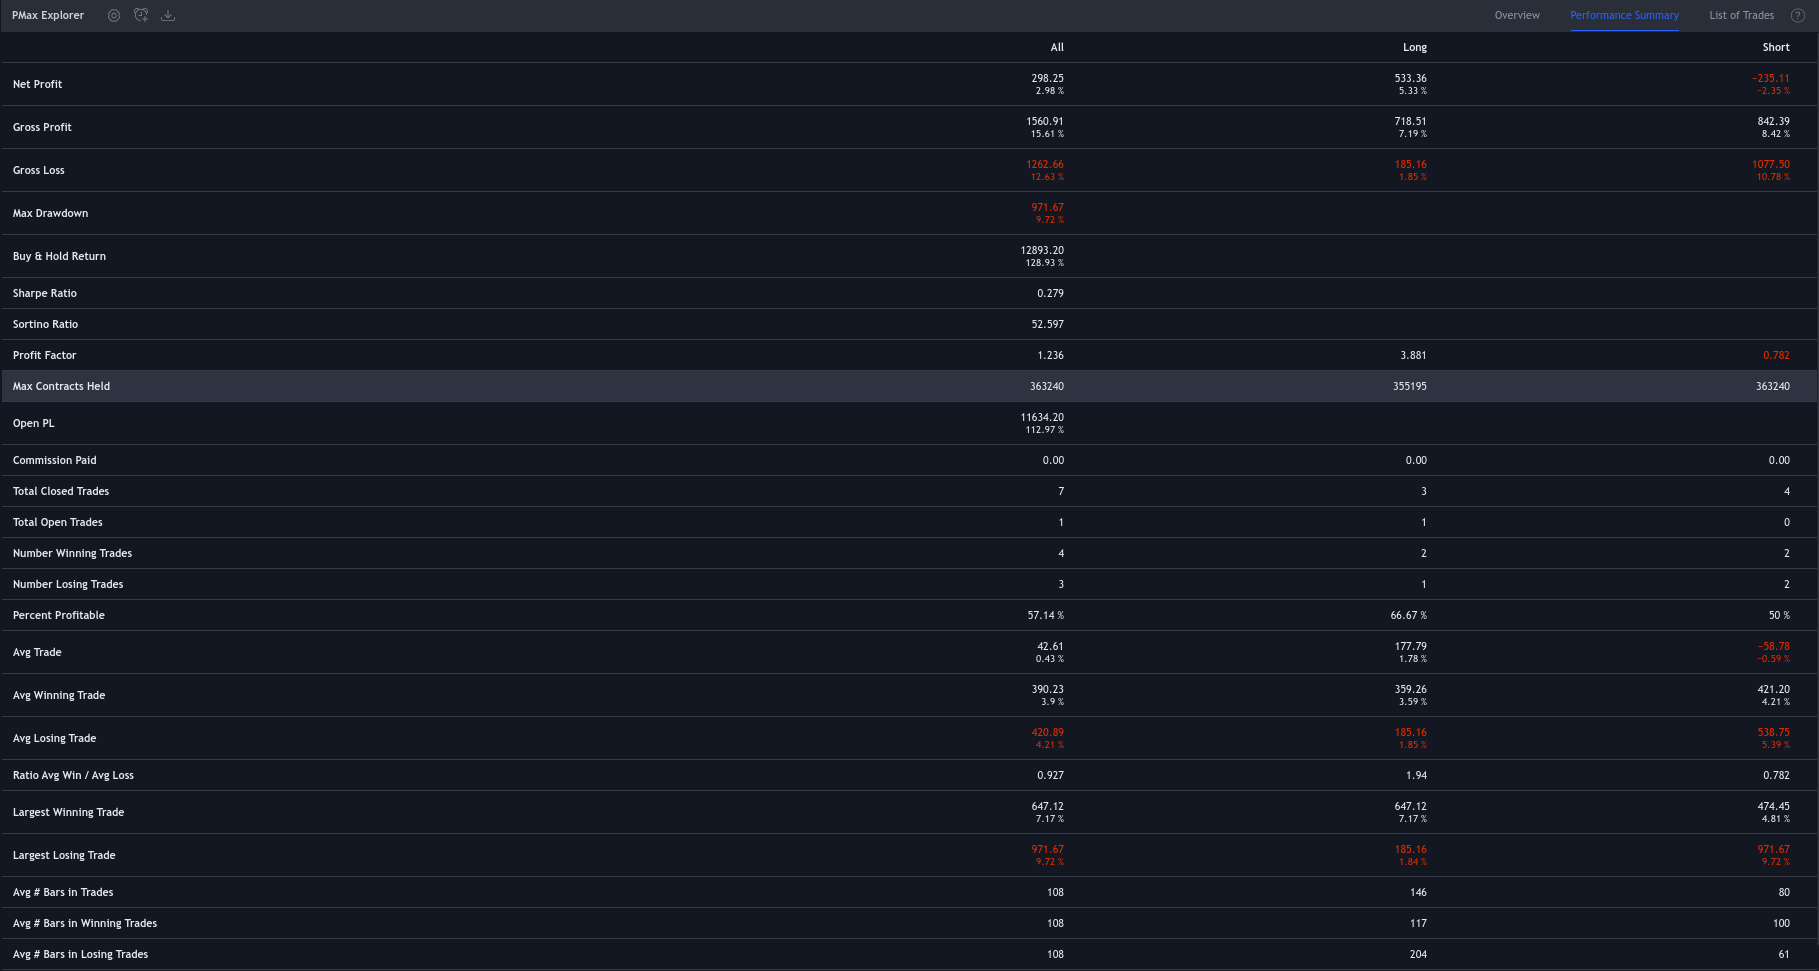 PMax Explorer Overview Performance Summary List of Trades ?
All Long Short
Net Profit 298.25 533.36 −235.11
2.98 % 5.33 % −2.35 %
Gross Profit 1560.91 718.51 842.39
15.61 % 7.19 % 8.42 %
Gross Loss 1262.66 185.16 1077.50
12.63 % 1.85 % 10.78 %
Max Drawdown 971.67
9.72 %
Buy & Hold Return 12893.20
128.93 %
Sharpe Ratio 0.279
Sortino Ratio 52.597
Profit Factor 1.236 3.881 0.782
Max Contracts Held 363240 355195 363240
Open PL 11634.20
112.97 %
Commission Paid 0.00 0.00 0.00
Total Closed Trades 7 3 4
Total Open Trades 1 1 0
Number Winning Trades 4 2 2
Number Losing Trades 3 1 2
Percent Profitable 57.14 % 66.67 % 50 %
Avg Trade 42.61 177.79 −58.78
0.43 % 1.78 % −0.59 %
Avg Winning Trade 390.23 359.26 421.20
3.9 % 3.59 % 4.21 %
Avg Losing Trade 420.89 185.16 538.75
4.21 % 1.85 % 5.39 %
Ratio Avg Win / Avg Loss 0.927 1.94 0.782
Largest Winning Trade 647.12 647.12 474.45
7.17 % 7.17 % 4.81 %
Largest Losing Trade 971.67 185.16 971.67
9.72 % 1.84 % 9.72 %
Avg # Bars in Trades 108 146 80
Avg # Bars in Winning Trades 108 117 100
Avg # Bars in Losing Trades 108 204 61